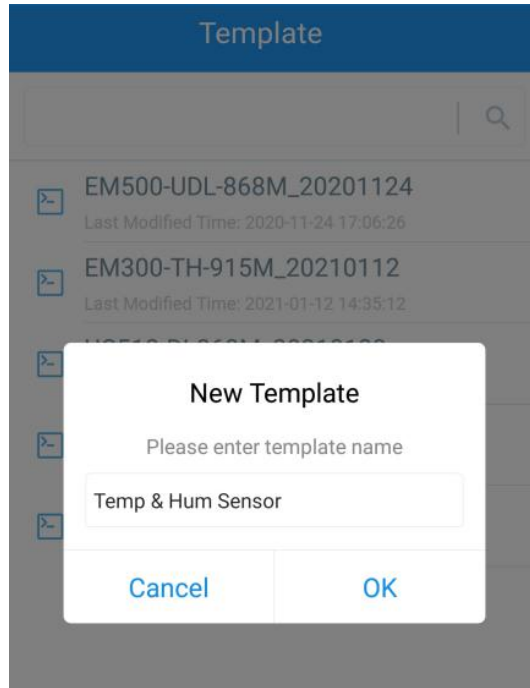 Template
EM500-UDL-868M_20201124
Last Modified Time: 2020-11-24 17:06:26
EM300-TH-915M_20210112
Last Modified Time: 2021-01-12 14:35:12
New Template
Please enter template name
Temp & Hum Sensor
Cancel
OK